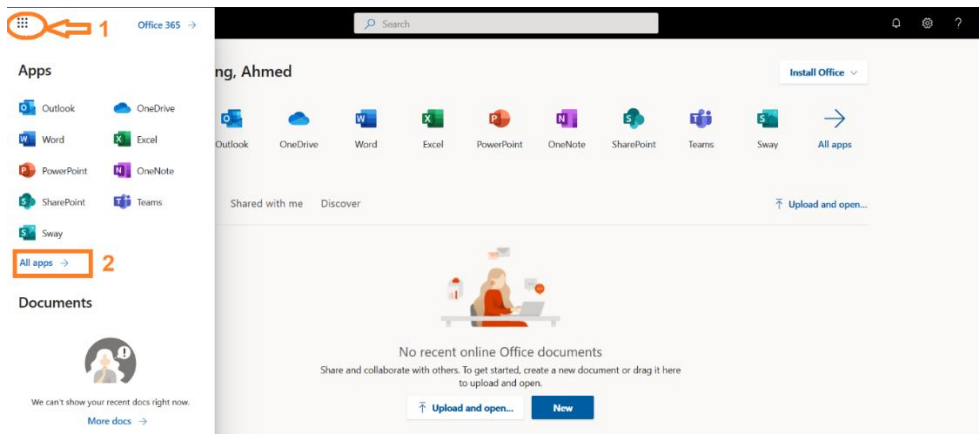 1
Office 365 →
Search
?
Apps
Outlook
OneDrive
Word
Excel
PowerPoint
OneNote
SharePoint
Teams
Sway
All apps →
2
Documents
We can't show your recent docs right now.
More docs →
ng, Ahmed
Install Office
Outlook
OneDrive
Word
Excel
PowerPoint
OneNote
SharePoint
Teams
Sway
All apps
Shared with me
Discover
Upload and open...
No recent online Office documents
Share and collaborate with others. To get started, create a new document or drag it here
to upload and open.
Upload and open...
New